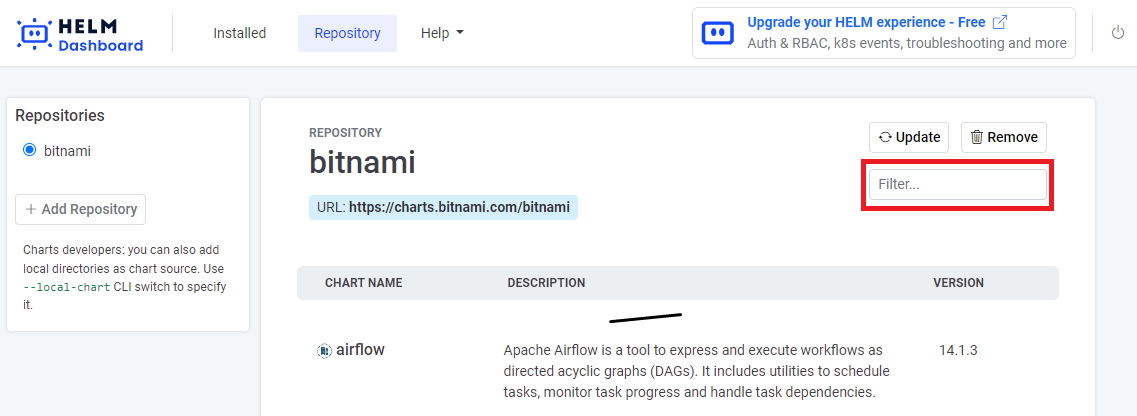 HELM
Dashboard
Installed
Repository
Help
Upgrade your HELM experience - Free
Auth & RBAC, k8s events, troubleshooting and more
Repositories
bitnami
+ Add Repository
Charts developers: you can also add
local directories as chart source. Use
--local-chart CLI switch to specify
it.
REPOSITORY
bitnami
URL: https://charts.bitnami.com/bitnami
Update
Remove
Filter...
CHART NAME
DESCRIPTION
VERSION
airflow
Apache Airflow is a tool to express and execute workflows as
directed acyclic graphs (DAGs). It includes utilities to schedule
tasks, monitor task progress and handle task dependencies.
14.1.3